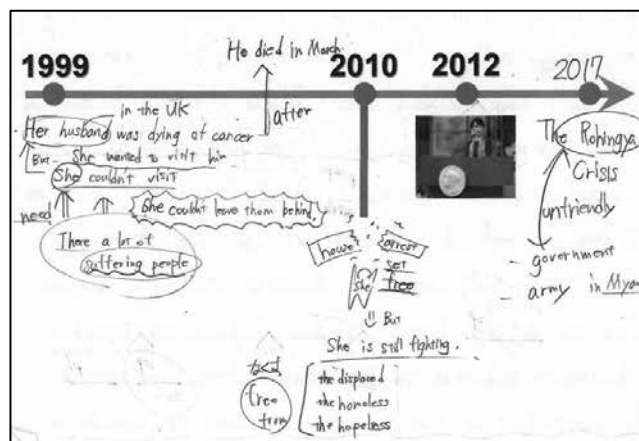 He died in March.
1999
2010
2012
2017
in the UK
after
Her husband was dying of cancer
But She wanted to visit him
She couldn't visit
need
She couldn't leave them behind.
There a lot of
suffering people
house arrest
she
set
free
But
She is still fighting.
free
from
the displaced
the homeless
the hopeless
The Rohingya
Crisis
unfriendly
- government
- army in Myan